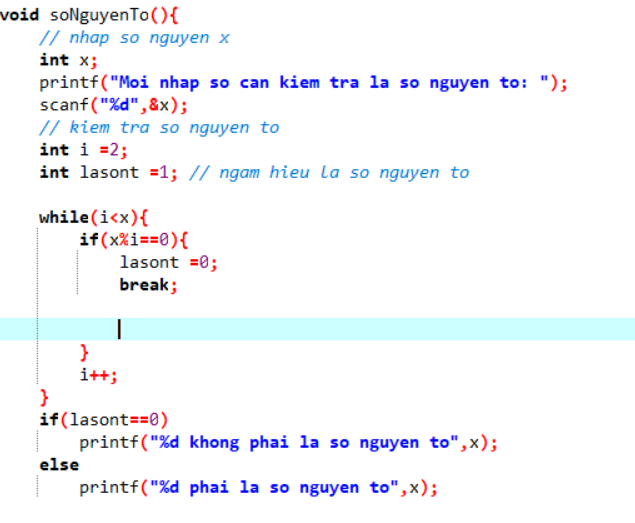 void soNguyenTo(){
// nhap so nguyen x
int x;
printf("Moi nhap so can kiem tra la so nguyen to: ");
scanf("%d",&x);
// kiem tra so nguyen to
int i =2;
int lasont =1; // ngam hieu la so nguyen to
while(i<x){
if(x%i==0){
lasont =0;
break;
}
i++;
}
if(lasont==0)
printf("%d khong phai la so nguyen to",x);
else
printf("%d phai la so nguyen to",x);